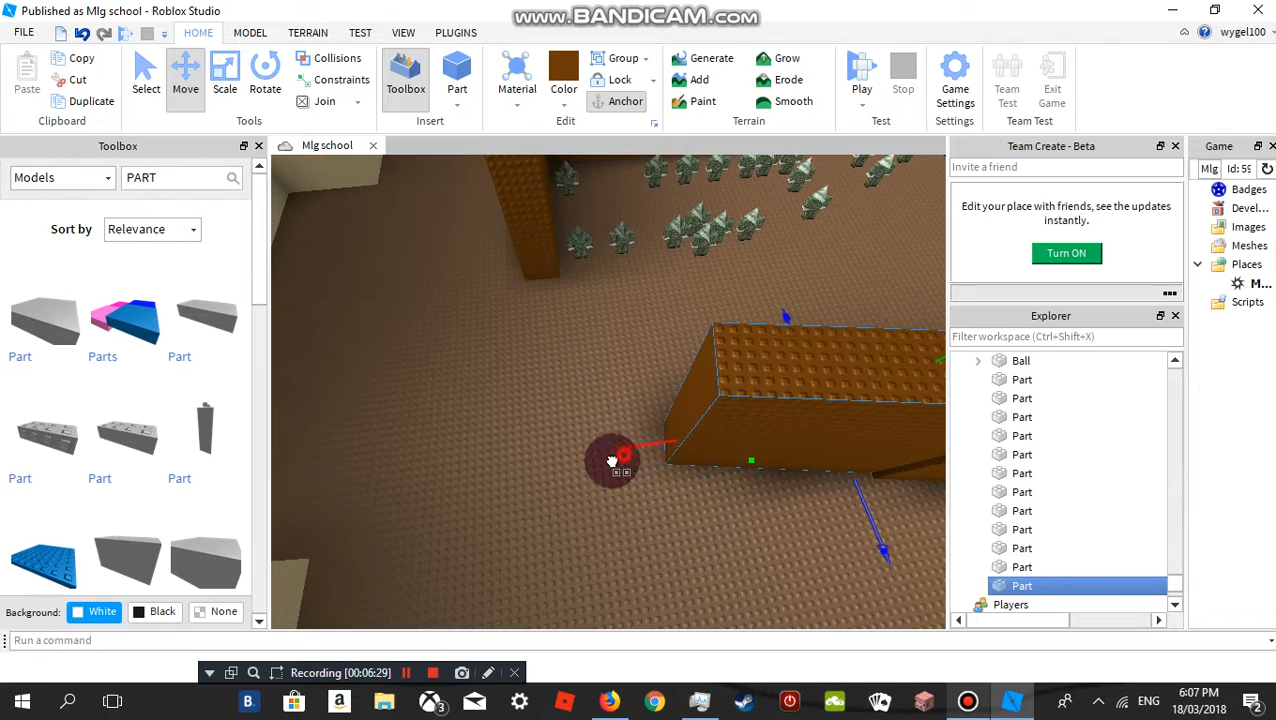 Published as Mlg school - Roblox Studio
www.BANDICAM.com
FILE HOME MODEL TERRAIN TEST VIEW PLUGINS wygel100
Paste Copy Cut Duplicate
Clipboard
Select Move Scale Rotate Collisions Constraints Join
Tools
Toolbox Part
Insert
Material Color Group Lock Anchor
Edit
Generate Add Paint Grow Erode Smooth
Terrain
Play Stop
Test
Game Settings
Settings
Team Test Exit Game
Team Test
Toolbox
Models PART
Sort by Relevance
Part Parts Part
Part Part Part
Background: White Black None
Mlg school
Team Create - Beta
Invite a friend
Edit your place with friends, see the updates
instantly.
Turn ON
Explorer
Filter workspace (Ctrl+Shift+X)
Ball
Part
Part
Part
Part
Part
Part
Part
Part
Part
Part
Part
Part
Players
Game
Mlg Id: 59
Badges
Devel...
Images
Meshes
Places
M...
Scripts
Run a command
Recording [00:06:29]
B.
a
3
ENG
6:07 PM
18/03/2018
2